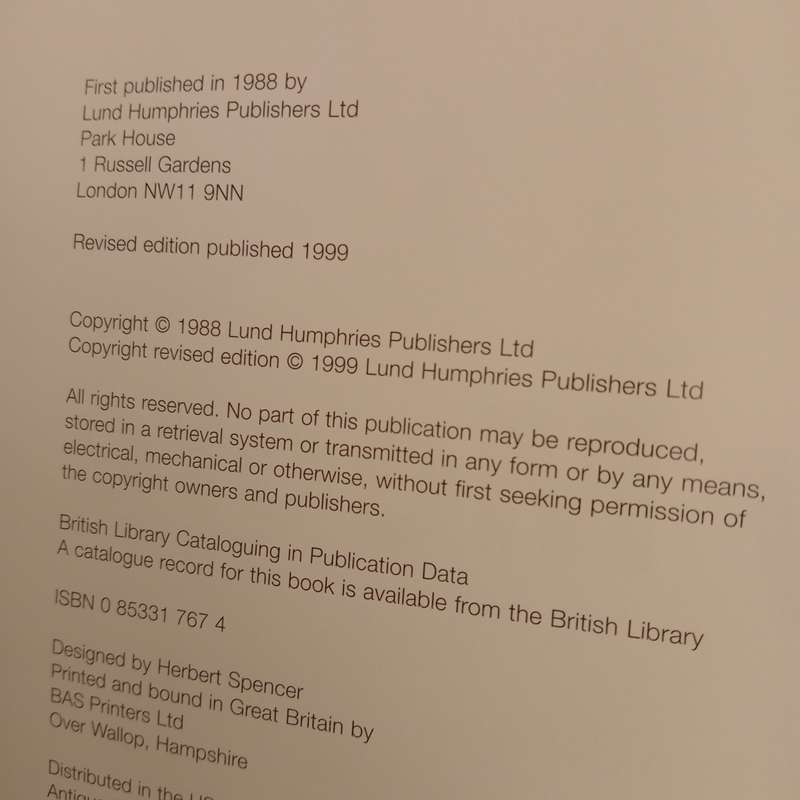 First published in 1988 by
Lund Humphries Publishers Ltd
Park House
1 Russell Gardens
London NW11 9NN
Revised edition published 1999
Copyright © 1988 Lund Humphries Publishers Ltd
Copyright revised edition © 1999 Lund Humphries Publishers Ltd
All rights reserved. No part of this publication may be reproduced,
stored in a retrieval system or transmitted in any form or by any means,
electrical, mechanical or otherwise, without first seeking permission of
the copyright owners and publishers.
British Library Cataloguing in Publication Data
A catalogue record for this book is available from the British Library
ISBN 0 85331 767 4
Designed by Herbert Spencer
Printed and bound in Great Britain by
BAS Printers Ltd
Over Wallop, Hampshire
Distributed in the